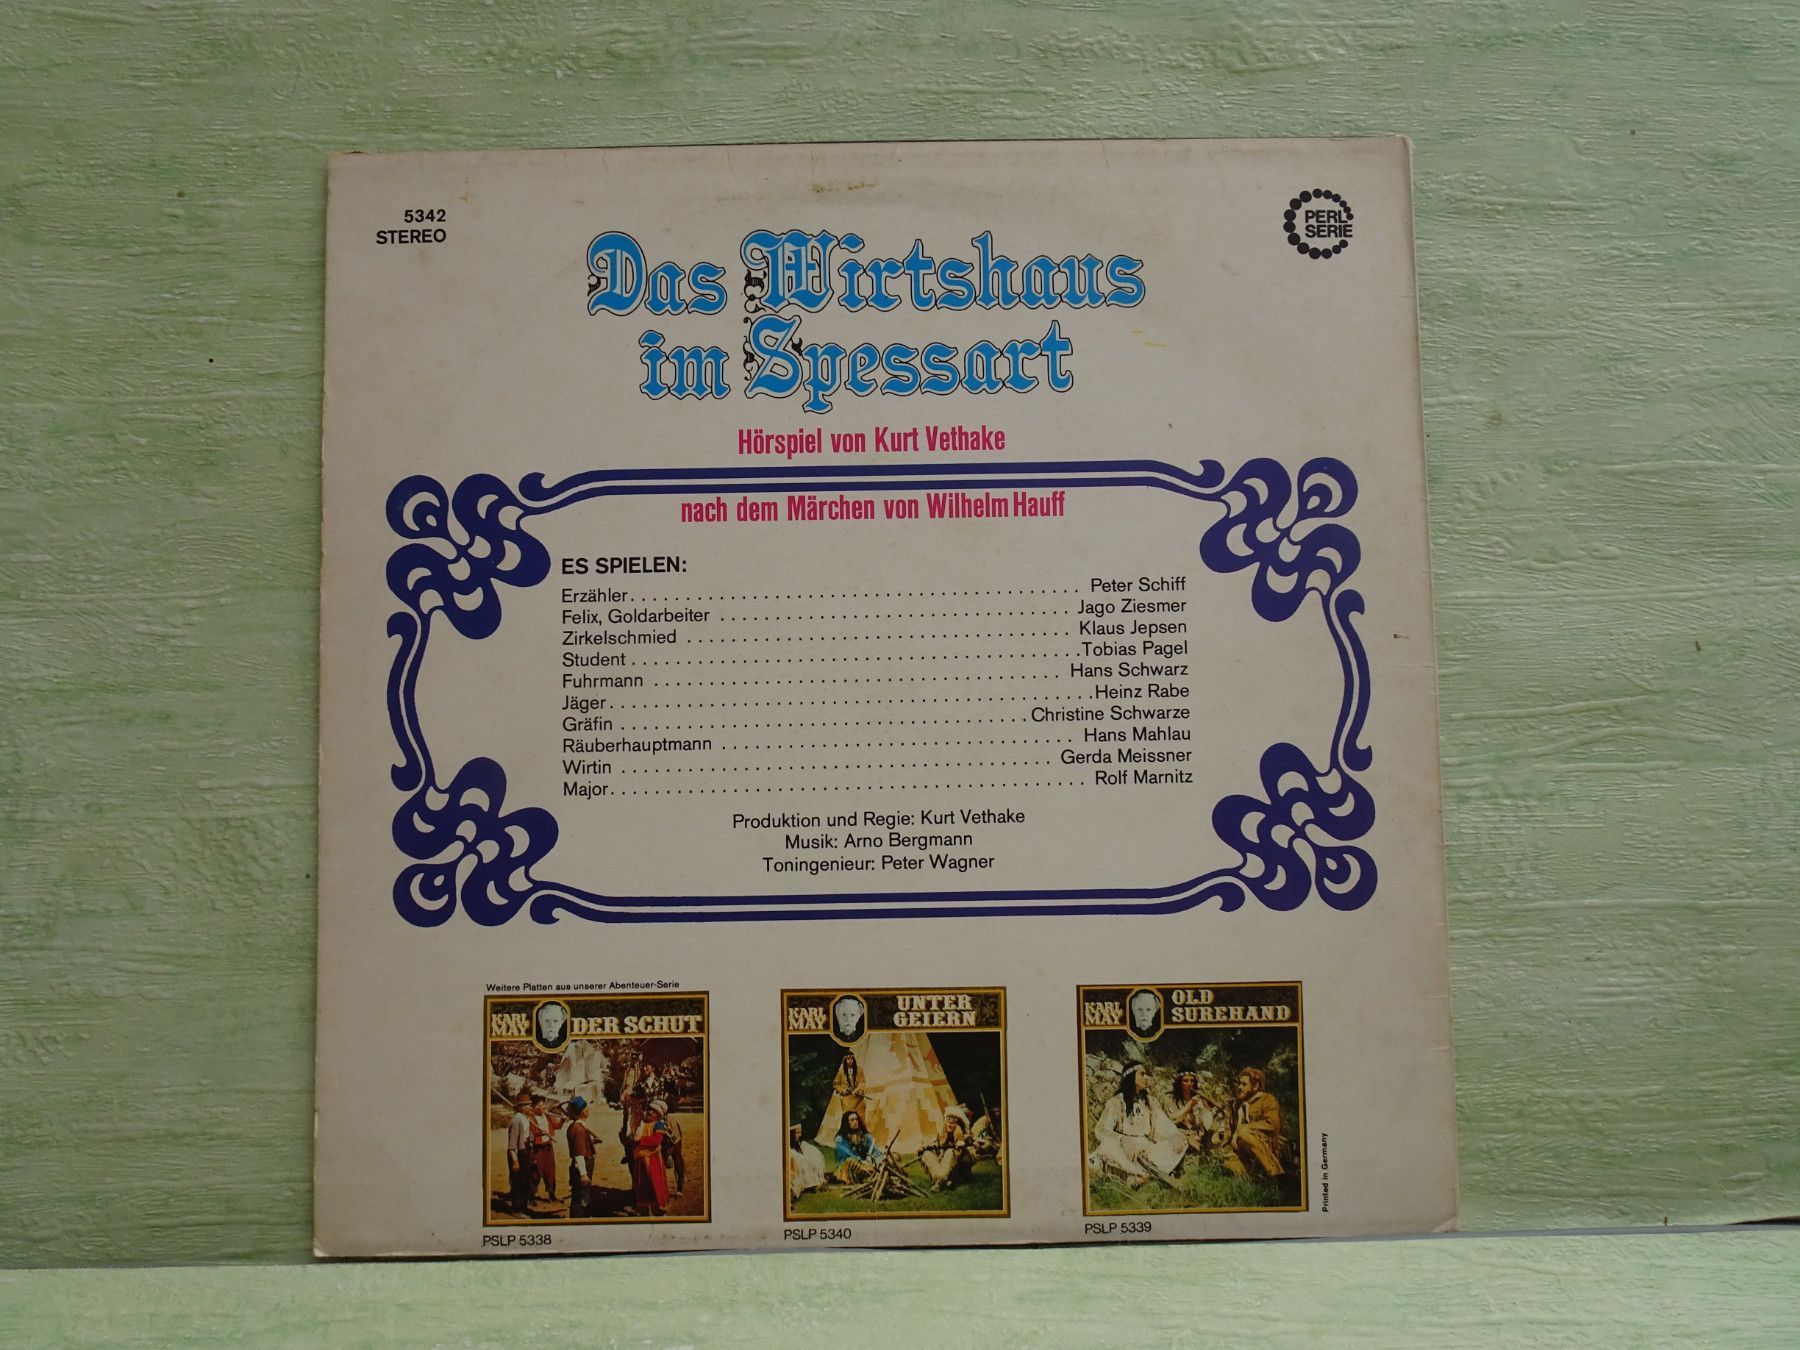 5342
STEREO
PERL
SERIE
Das Wirtshaus
im Spessart
Hörspiel von Kurt Vethake
nach dem Märchen von Wilhelm Hauff
ES SPIELEN:
Erzähler. . . . . . . . . . . . . . . . . . . . Peter Schiff
Felix, Goldarbeiter . . . . . . . . . . . . . . . . . . . . Jago Ziesmer
Zirkelschmied . . . . . . . . . . . . . . . . . . . . Klaus Jepsen
Student . . . . . . . . . . . . . . . . . . . . Tobias Pagel
Fuhrmann . . . . . . . . . . . . . . . . . . . . Hans Schwarz
Jäger. . . . . . . . . . . . . . . . . . . . Heinz Rabe
Gräfin . . . . . . . . . . . . . . . . . . . . Christine Schwarze
Räuberhauptmann . . . . . . . . . . . . . . . . . . . . Hans Mahlau
Wirtin . . . . . . . . . . . . . . . . . . . . Gerda Meissner
Major. . . . . . . . . . . . . . . . . . . . Rolf Marnitz
Produktion und Regie: Kurt Vethake
Musik: Arno Bergmann
Toningenieur: Peter Wagner
Weitere Platten aus unserer Abenteuer-Serie
KARL
MAY
DER SCHUT
PSLP 5338
KARL
MAY
UNTER
GEIERN
PSLP 5340
KARL
MAY
OLD
SUREHAND
PSLP 5339
Printed in Germany